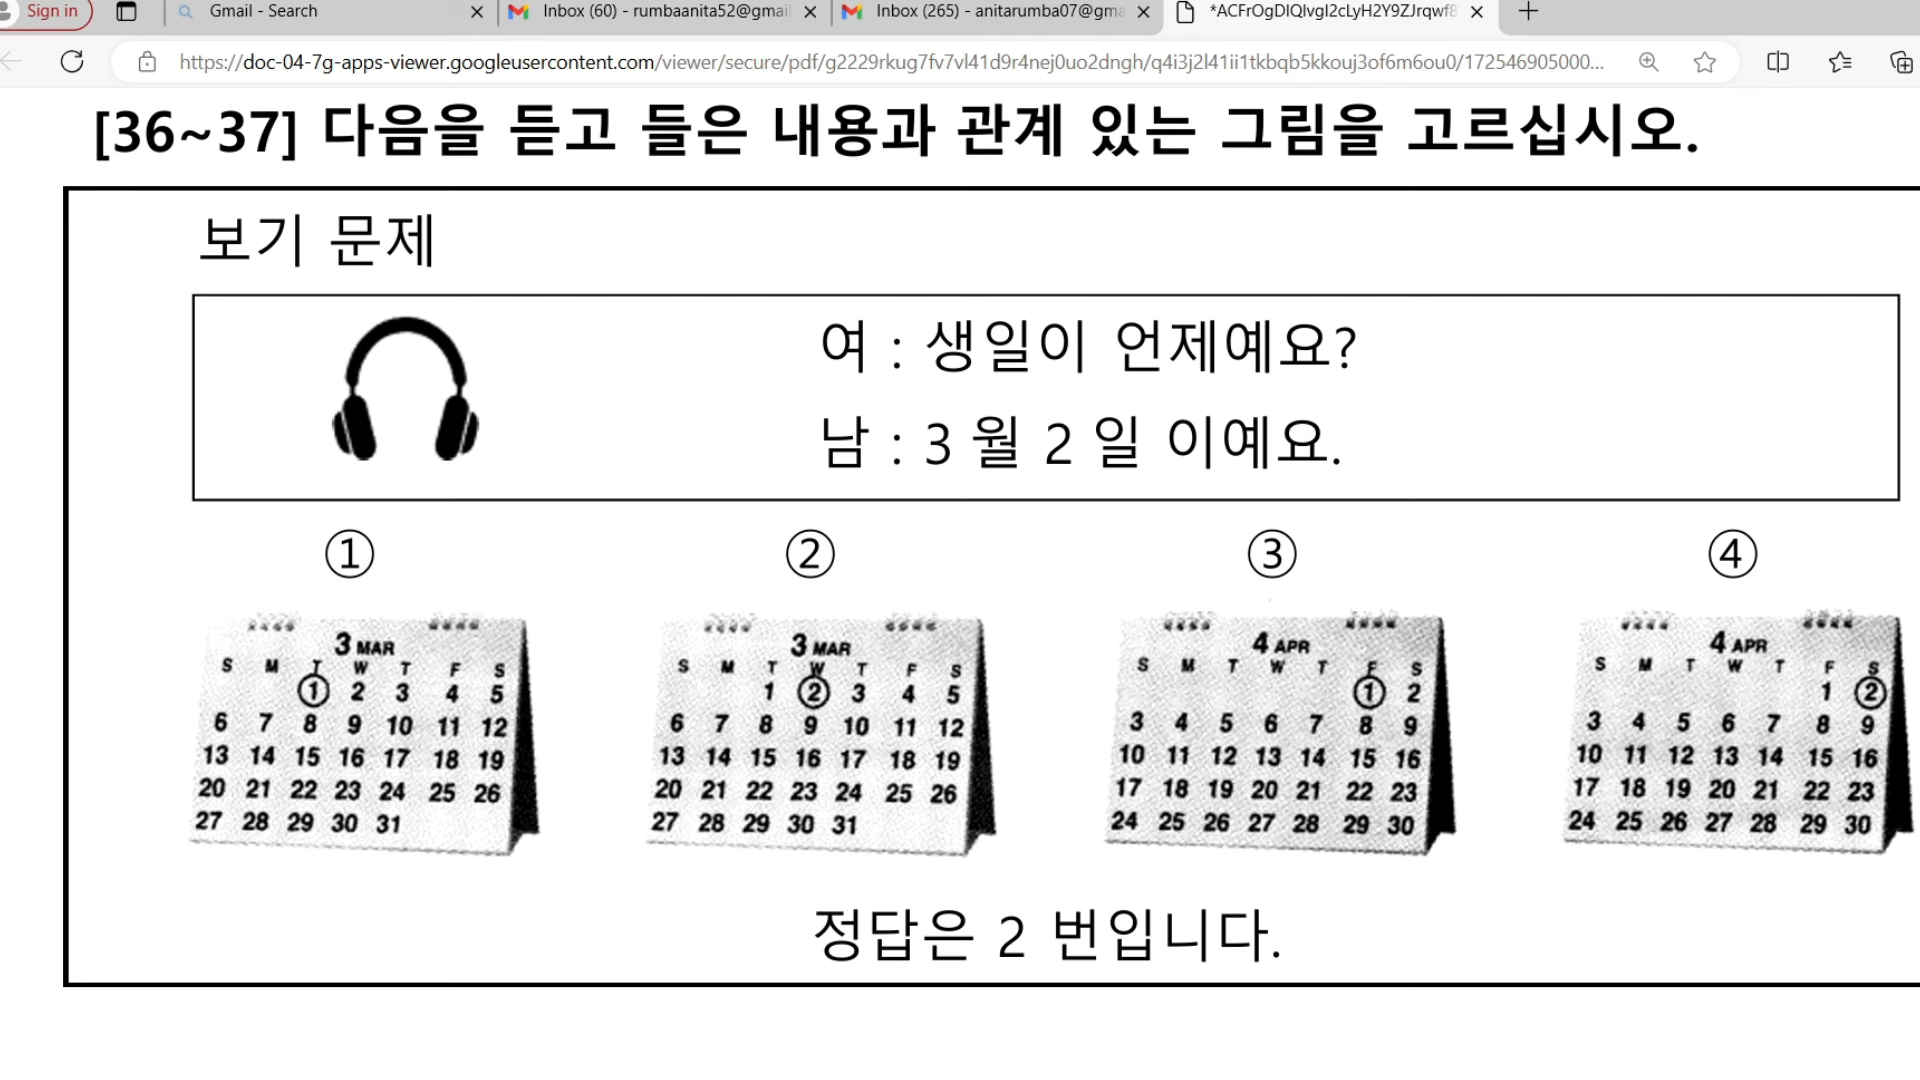 Sign in
Gmail - Search
Inbox (60) - rumbaanita52@gmai
Inbox (265) - anitarumba07@gma
*ACFrOgDIQlvgI2cLyH2Y9ZJrqwf8
https://doc-04-7g-apps-viewer.googleusercontent.com/viewer/secure/pdf/g2229rkug7fv7vl41d9r4nej0uo2dngh/q4i3j2l41ii1tkbqb5kkouj3of6m6ou0/172546905000...
[36~37] 다음을 듣고 들은 내용과 관계 있는 그림을 고르십시오.
보기 문제
여 : 생일이 언제예요?
남 : 3 월 2 일 이예요.
①
②
③
④
3 MAR
S M T W T F S
1 2 3 4 5
6 7 8 9 10 11 12
13 14 15 16 17 18 19
20 21 22 23 24 25 26
27 28 29 30 31
3 MAR
S M T W T F S
1 2 3 4 5
6 7 8 9 10 11 12
13 14 15 16 17 18 19
20 21 22 23 24 25 26
27 28 29 30 31
4 APR
S M T W T F S
1 2
3 4 5 6 7 8 9
10 11 12 13 14 15 16
17 18 19 20 21 22 23
24 25 26 27 28 29 30
4 APR
S M T W T F S
1 2
3 4 5 6 7 8 9
10 11 12 13 14 15 16
17 18 19 20 21 22 23
24 25 26 27 28 29 30
정답은 2 번입니다.